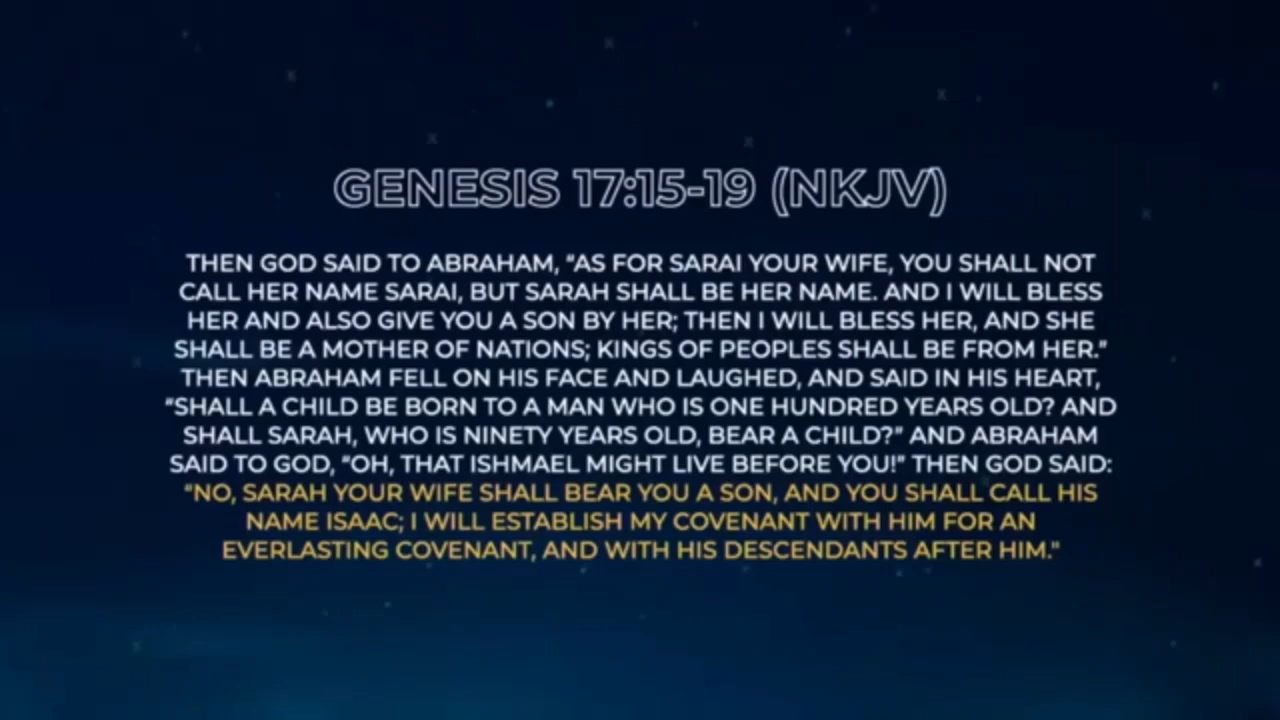 GENESIS 17:15-19 (NKJV)
THEN GOD SAID TO ABRAHAM, “AS FOR SARAI YOUR WIFE, YOU SHALL NOT
CALL HER NAME SARAI, BUT SARAH SHALL BE HER NAME. AND I WILL BLESS
HER AND ALSO GIVE YOU A SON BY HER; THEN I WILL BLESS HER, AND SHE
SHALL BE A MOTHER OF NATIONS; KINGS OF PEOPLES SHALL BE FROM HER.”
THEN ABRAHAM FELL ON HIS FACE AND LAUGHED, AND SAID IN HIS HEART,
“SHALL A CHILD BE BORN TO A MAN WHO IS ONE HUNDRED YEARS OLD? AND
SHALL SARAH, WHO IS NINETY YEARS OLD, BEAR A CHILD?” AND ABRAHAM
SAID TO GOD, “OH, THAT ISHMAEL MIGHT LIVE BEFORE YOU!” THEN GOD SAID:
“NO, SARAH YOUR WIFE SHALL BEAR YOU A SON, AND YOU SHALL CALL HIS
NAME ISAAC; I WILL ESTABLISH MY COVENANT WITH HIM FOR AN
EVERLASTING COVENANT, AND WITH HIS DESCENDANTS AFTER HIM."